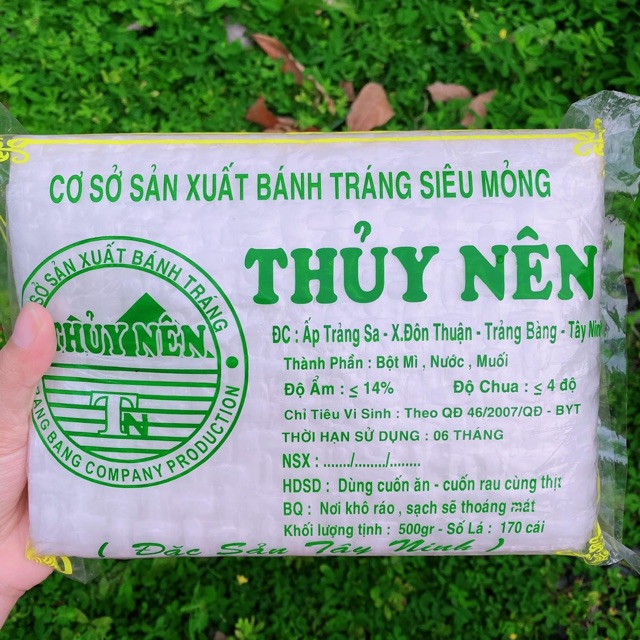 CƠ SỞ SẢN XUẤT BÁNH TRÁNG SIÊU MỎNG
THỦY NÊN
SỞ SẢN XUẤT BÁNH TRÁNG
THỦY NÊN
TN
BANG COMPANY PRODUCTION
ĐC : Ấp Trảng Sa - X.Đôn Thuận - Trảng Bàng - Tây Ninh
Thành Phần : Bột Mì , Nước , Muối
Độ Ẩm : ≤ 14% Độ Chua : ≤ 4 độ
Chỉ Tiêu Vi Sinh : Theo QĐ 46/2007/QĐ - BYT
THỜI HẠN SỬ DỤNG : 06 THÁNG
NSX : ......./......../........
HDSD : Dùng cuốn ăn - cuốn rau cùng thịt
BQ : Nơi khô ráo , sạch sẽ thoáng mát
Khối lượng tịnh : 500gr - Số Lá : 170 cái
( Đặc Sản Tây Ninh )